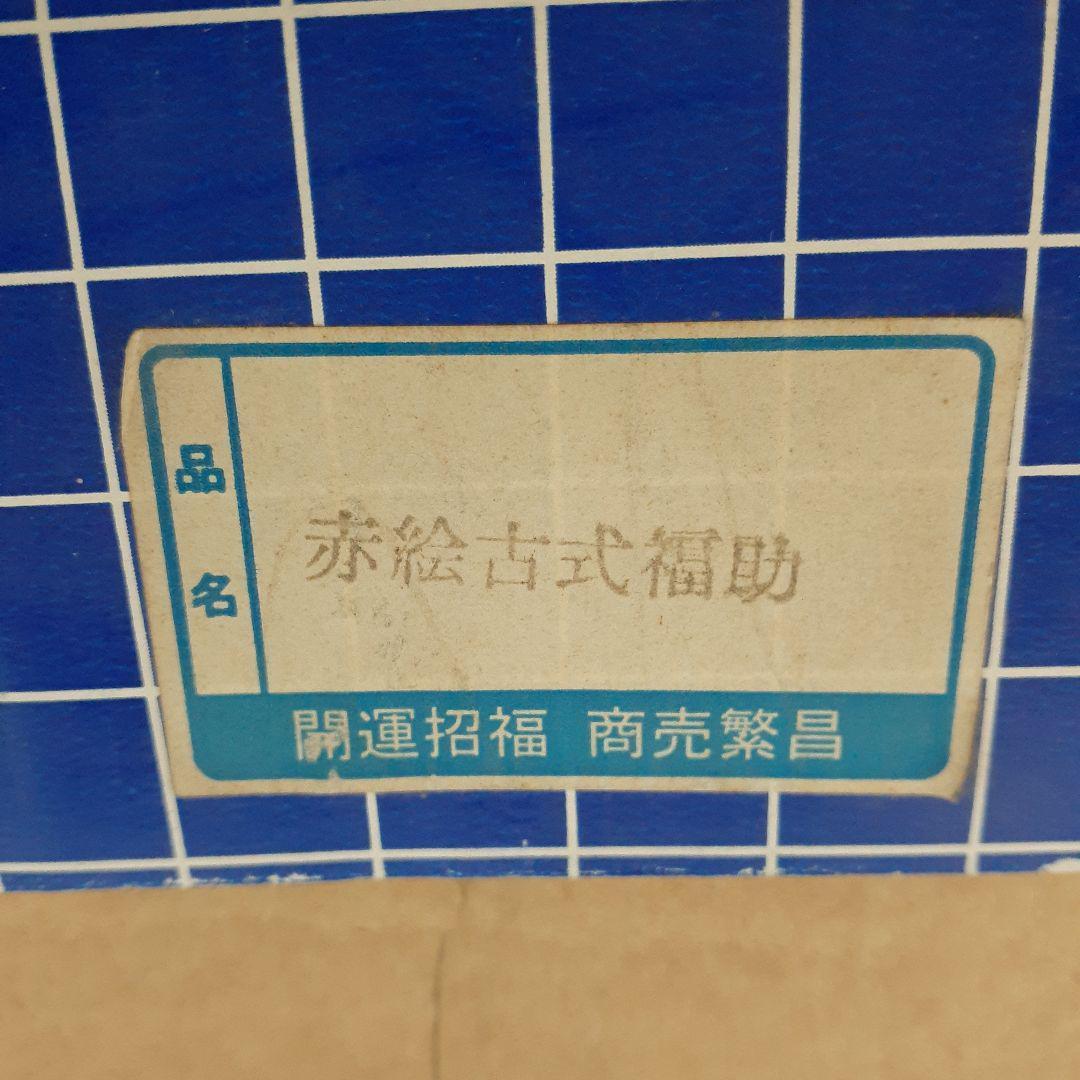 品名
赤絵古式福助
開運招福 商売繁昌